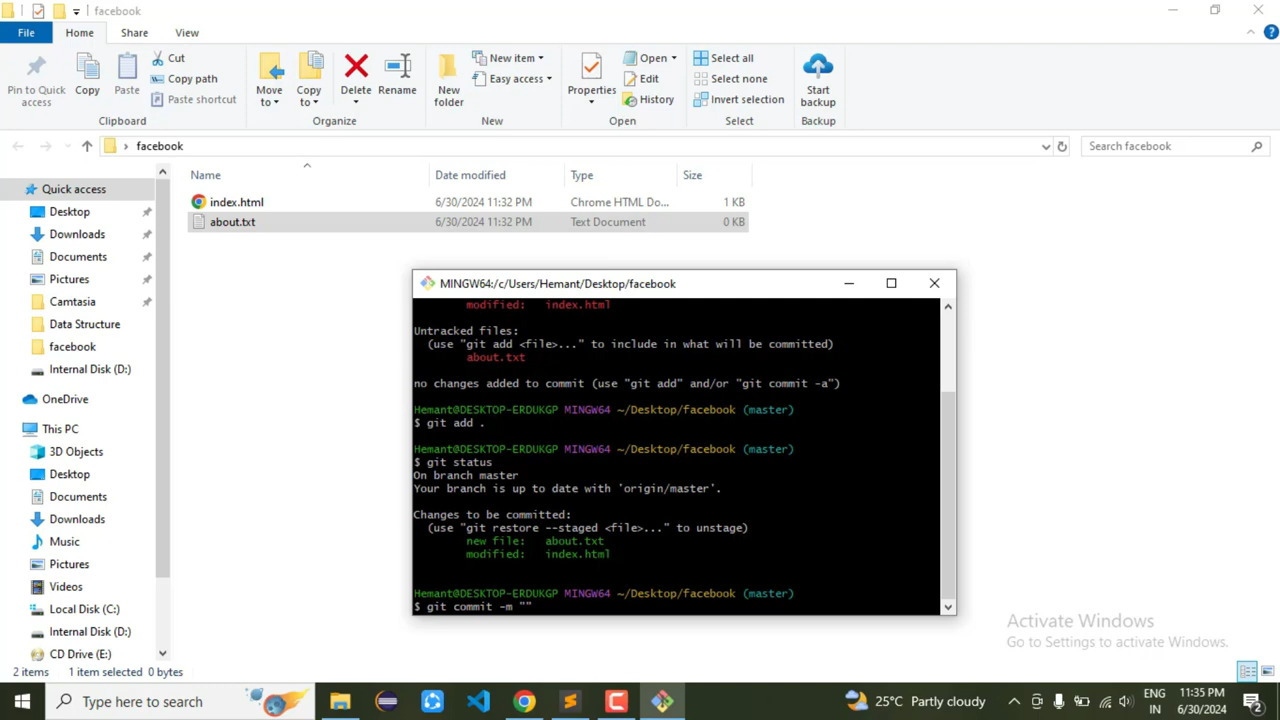 facebook
File Home Share View
Pin to Quick access
Copy
Paste
Cut
Copy path
Paste shortcut
Clipboard
Move to
Copy to
Delete
Rename
Organize
New folder
New item
Easy access
New
Properties
Open
Edit
History
Open
Select all
Select none
Invert selection
Select
Start backup
Backup
facebook
Search facebook
Name Date modified Type Size
index.html 6/30/2024 11:32 PM Chrome HTML Do... 1 KB
about.txt 6/30/2024 11:32 PM Text Document 0 KB
Quick access
Desktop
Downloads
Documents
Pictures
Camtasia
Data Structure
facebook
Internal Disk (D:)
OneDrive
This PC
3D Objects
Desktop
Documents
Downloads
Music
Pictures
Videos
Local Disk (C:)
Internal Disk (D:)
CD Drive (E:)
2 items 1 item selected 0 bytes
MINGW64:/c/Users/Hemant/Desktop/facebook
modified: index.html
Untracked files:
(use "git add <file>..." to include in what will be committed)
about.txt
no changes added to commit (use "git add" and/or "git commit -a")
Hemant@DESKTOP-ERDUKGP MINGW64 ~/Desktop/facebook (master)
$ git add .
Hemant@DESKTOP-ERDUKGP MINGW64 ~/Desktop/facebook (master)
$ git status
On branch master
Your branch is up to date with 'origin/master'.
Changes to be committed:
(use "git restore --staged <file>..." to unstage)
new file: about.txt
modified: index.html
Hemant@DESKTOP-ERDUKGP MINGW64 ~/Desktop/facebook (master)
$ git commit -m ""
Activate Windows
Go to Settings to activate Windows.
Type here to search
25°C Partly cloudy
ENG
IN
11:35 PM
6/30/2024
2